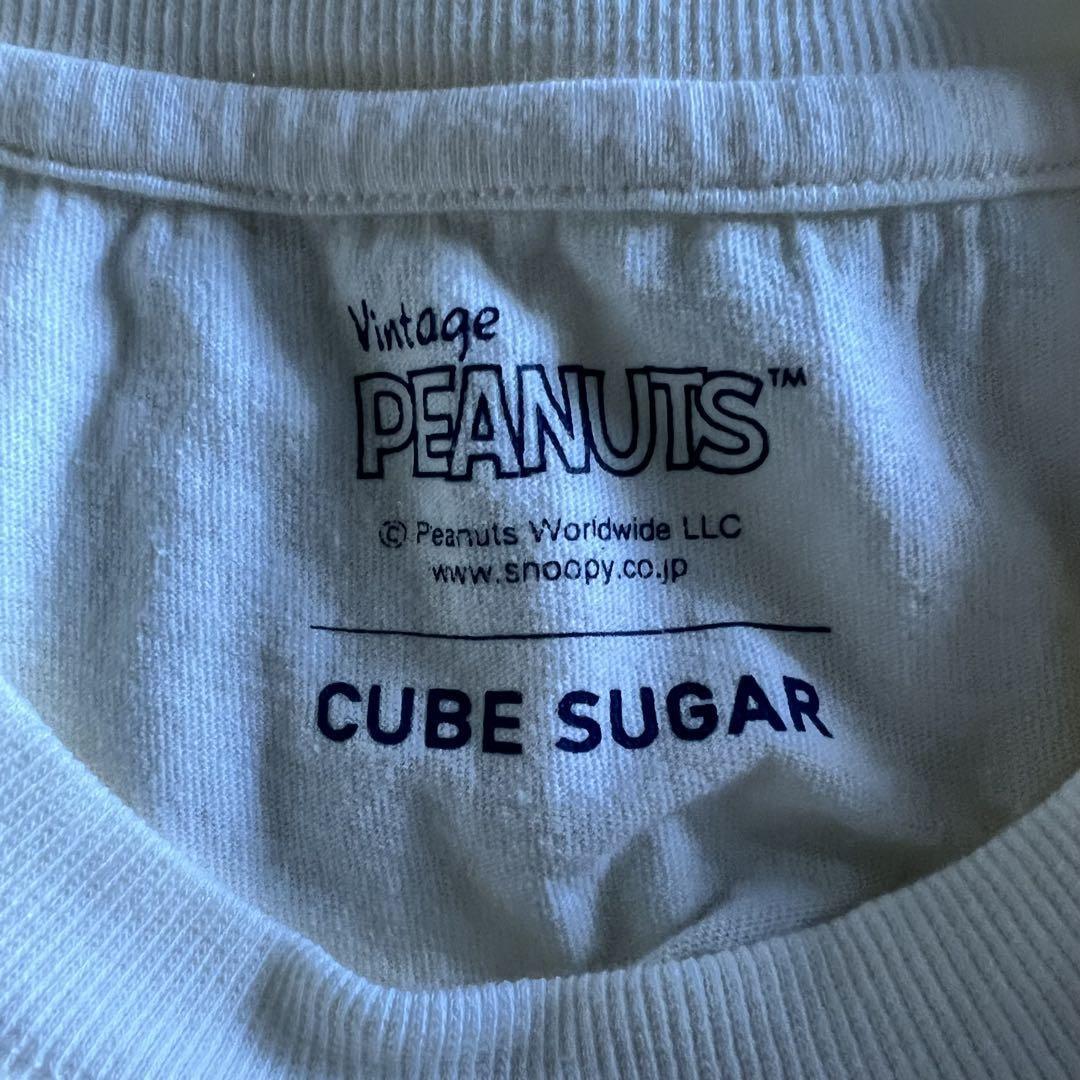 Vintage
PEANUTS™
© Peanuts Worldwide LLC
www.snoopy.co.jp
CUBE SUGAR